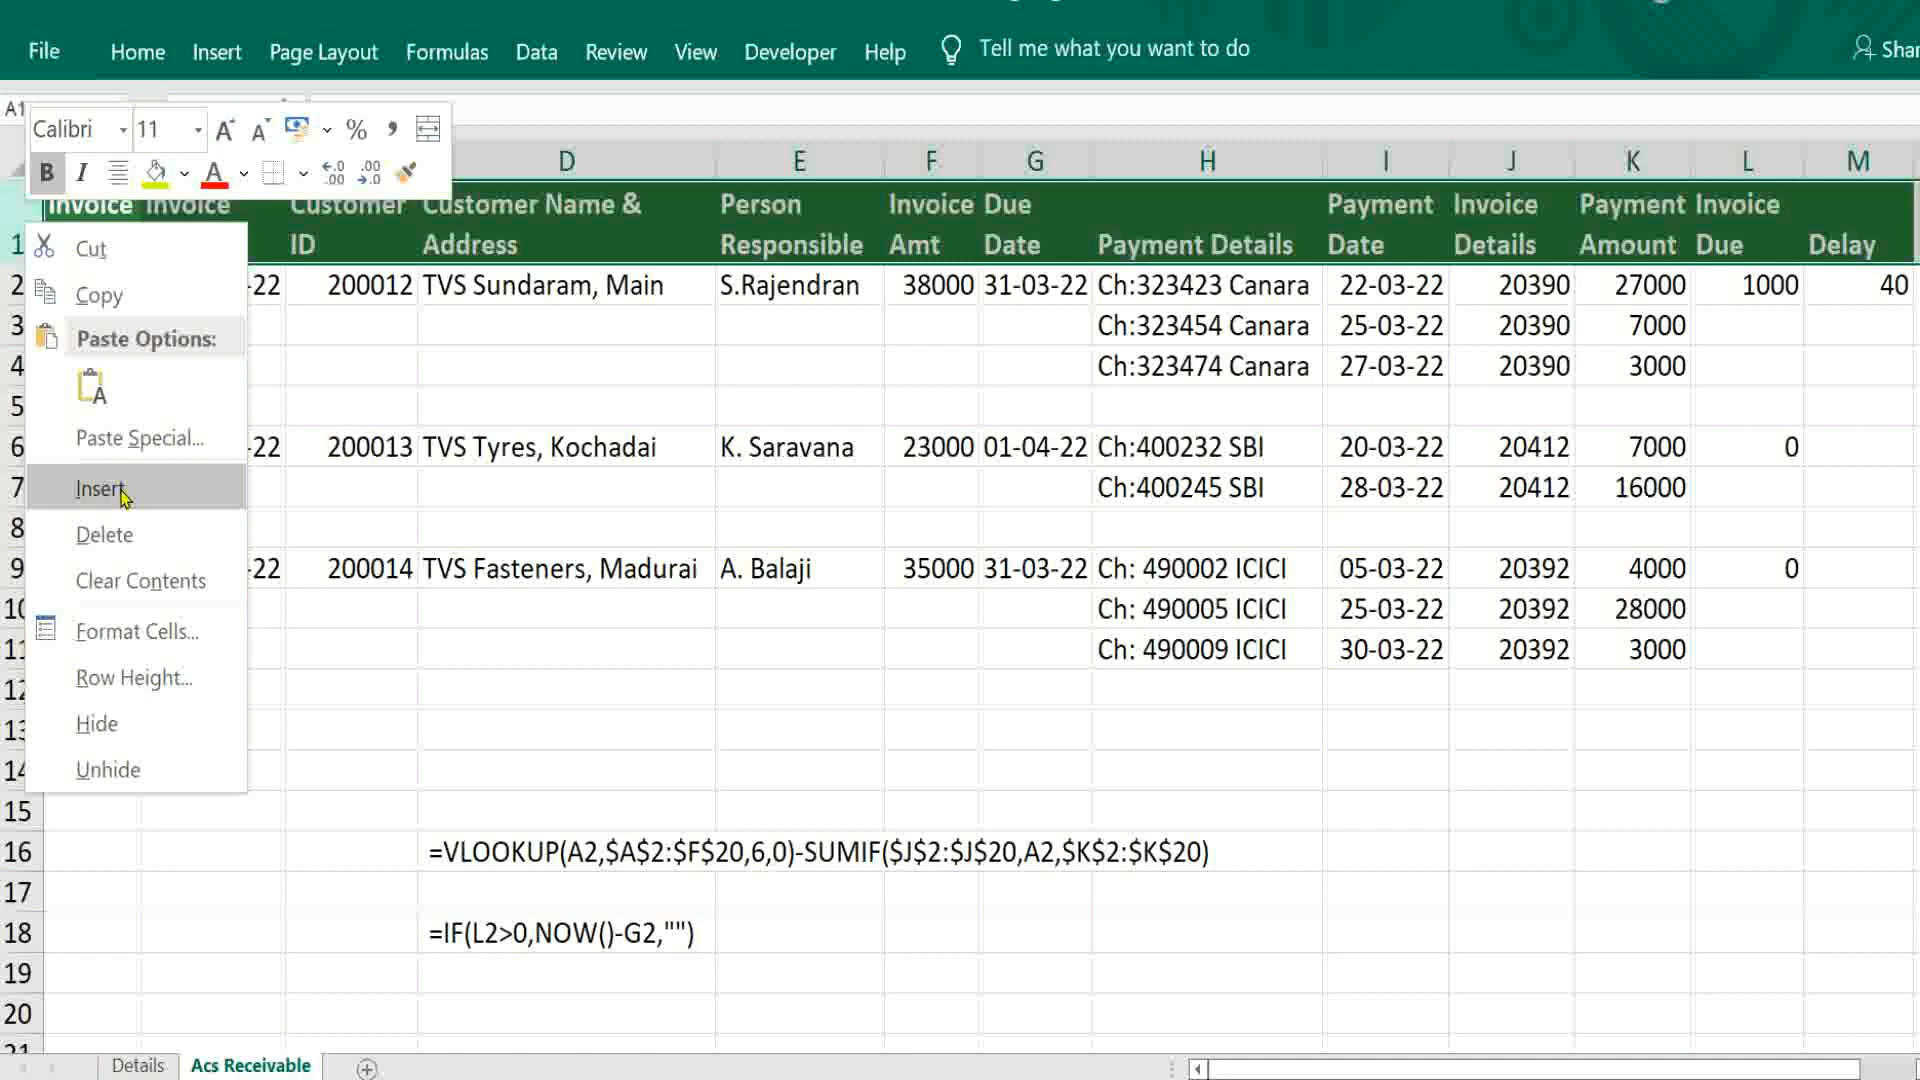 File Home Insert Page Layout Formulas Data Review View Developer Help Tell me what you want to do Shar
A1
Calibri 11 A A % ,
B I A
D E F G H I J K L M
Invoice Invoice Customer Customer Name & Person Invoice Due Payment Invoice Payment Invoice
1 ID Address Responsible Amt Date Payment Details Date Details Amount Due Delay
2 -22 200012 TVS Sundaram, Main S.Rajendran 38000 31-03-22 Ch:323423 Canara 22-03-22 20390 27000 1000 40
3 Ch:323454 Canara 25-03-22 20390 7000
4 Ch:323474 Canara 27-03-22 20390 3000
5
6 -22 200013 TVS Tyres, Kochadai K. Saravana 23000 01-04-22 Ch:400232 SBI 20-03-22 20412 7000 0
7 Ch:400245 SBI 28-03-22 20412 16000
8
9 -22 200014 TVS Fasteners, Madurai A. Balaji 35000 31-03-22 Ch: 490002 ICICI 05-03-22 20392 4000 0
10 Ch: 490005 ICICI 25-03-22 20392 28000
11 Ch: 490009 ICICI 30-03-22 20392 3000
12
13
14
15
16 =VLOOKUP(A2,$A$2:$F$20,6,0)-SUMIF($J$2:$J$20,A2,$K$2:$K$20)
17
18 =IF(L2>0,NOW()-G2,"")
19
20
21
Cut
Copy
Paste Options:
Paste Special...
Insert
Delete
Clear Contents
Format Cells...
Row Height...
Hide
Unhide
Details Acs Receivable